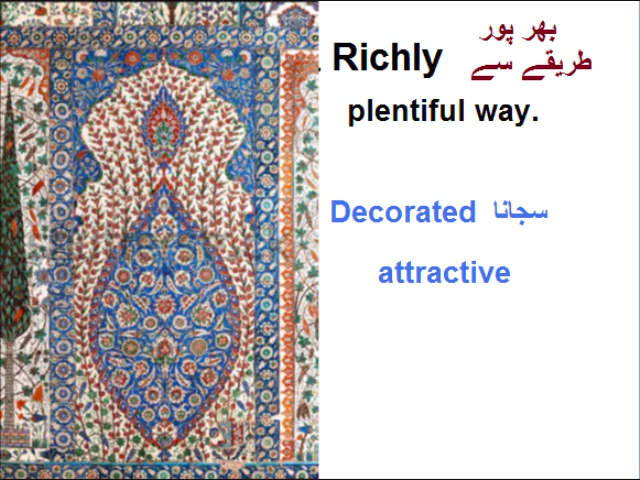 . Richly بھر پور
طریقے سے
plentiful way.
Decorated سجانا
attractive